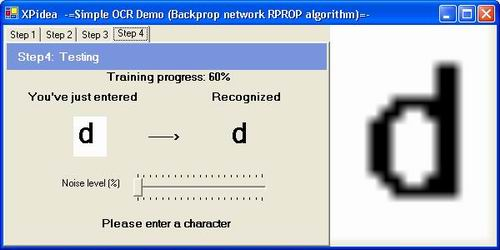 XPidea -=Simple OCR Demo (Backprop network RPROP algorithm)=-
Step 1 Step 2 Step 3 Step 4
Step4: Testing
Training progress: 60%
You've just entered Recognized
d d
Noise level (%)
Please enter a character
d